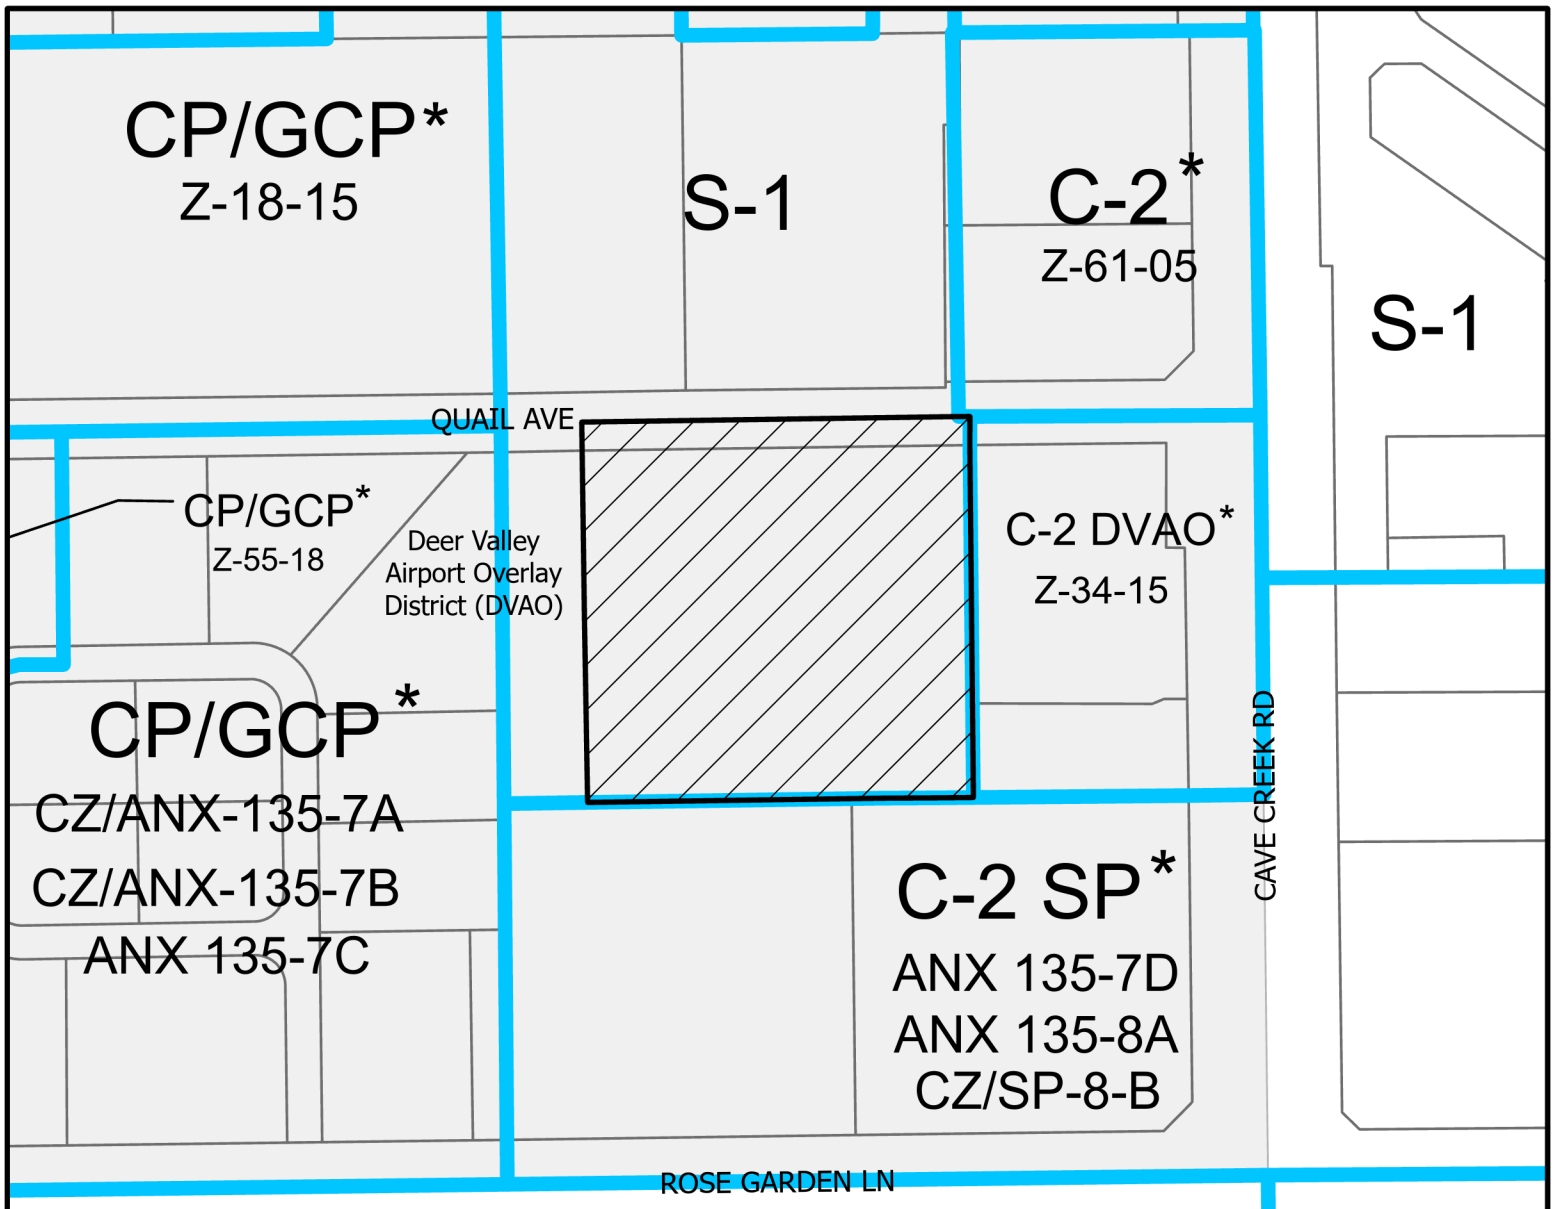 CP/GCP*
Z-18-15
S-1
C-2*
Z-61-05
S-1
QUAIL AVE
CP/GCP*
Z-55-18
Deer Valley
Airport Overlay
District (DVAO)
C-2 DVAO*
Z-34-15
CP/GCP*
CZ/ANX-135-7A
CZ/ANX-135-7B
ANX 135-7C
CAVE CREEK RD
C-2 SP*
ANX 135-7D
ANX 135-8A
CZ/SP-8-B
ROSE GARDEN LN